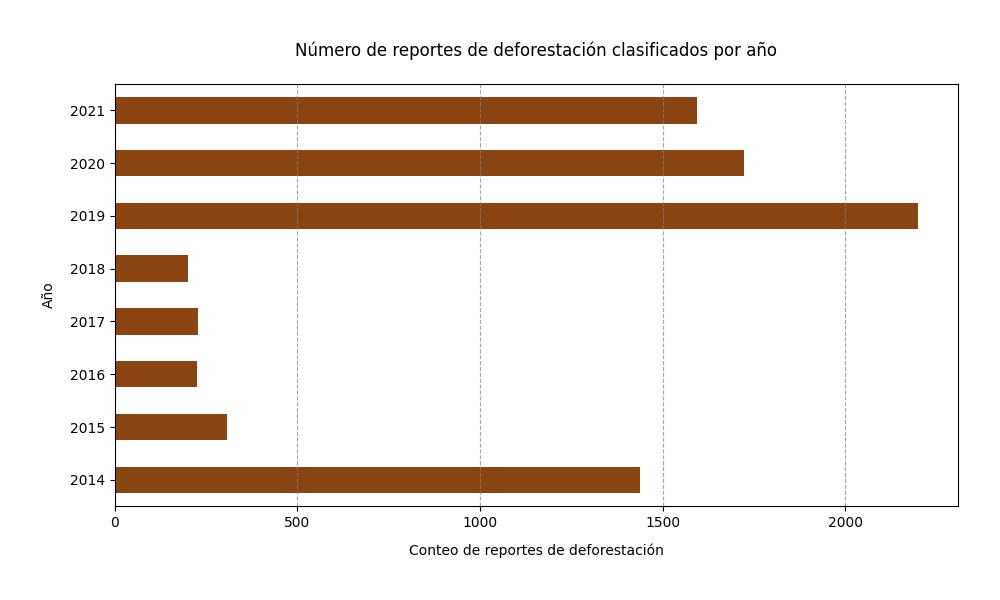 Número de reportes de deforestación clasificados por año
2021
2020
2019
2018
2017
2016
2015
2014
Año
0 500 1000 1500 2000
Conteo de reportes de deforestación